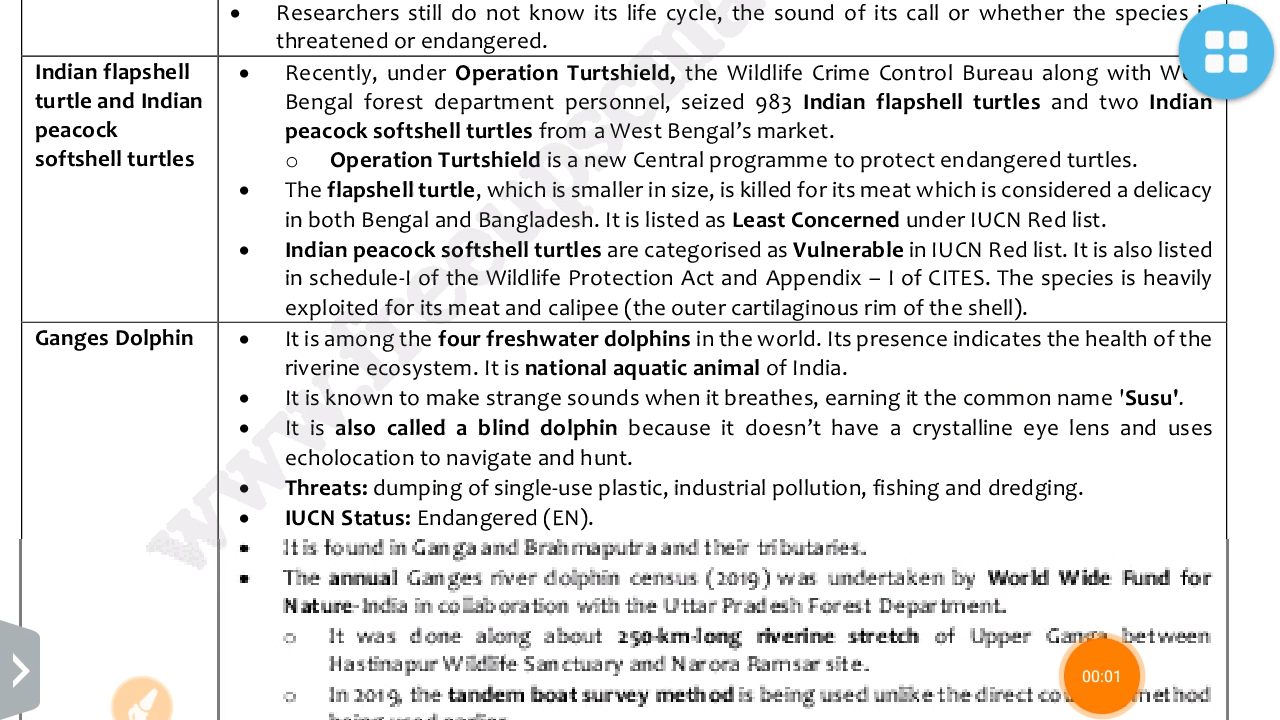 Researchers still do not know its life cycle, the sound of its call or whether the species
threatened or endangered.
Indian flapshell
turtle and Indian
peacock
softshell turtles
• Recently, under Operation Turtshield, the Wildlife Crime Control Bureau along with
Bengal forest department personnel, seized 983 Indian flapshell turtles and two Indian
peacock softshell turtles from a West Bengal’s market.
o Operation Turtshield is a new Central programme to protect endangered turtles.
• The flapshell turtle, which is smaller in size, is killed for its meat which is considered a delicacy
in both Bengal and Bangladesh. It is listed as Least Concerned under IUCN Red list.
• Indian peacock softshell turtles are categorised as Vulnerable in IUCN Red list. It is also listed
in schedule-I of the Wildlife Protection Act and Appendix – I of CITES. The species is heavily
exploited for its meat and calipee (the outer cartilaginous rim of the shell).
Ganges Dolphin
• It is among the four freshwater dolphins in the world. Its presence indicates the health of the
riverine ecosystem. It is national aquatic animal of India.
• It is known to make strange sounds when it breathes, earning it the common name 'Susu'.
• It is also called a blind dolphin because it doesn’t have a crystalline eye lens and uses
echolocation to navigate and hunt.
• Threats: dumping of single-use plastic, industrial pollution, fishing and dredging.
• IUCN Status: Endangered (EN).
• It is found in Ganga and Brahmaputra and their tributaries.
• The annual Ganges river dolphin census (2019) was undertaken by World Wide Fund for
Nature-India in collaboration with the Uttar Pradesh Forest Department.
o It was done along about 250-km-long riverine stretch of Upper Ganga between
Hastinapur Wildlife Sanctuary and Narora Ramsar site.
o In 2019, the tandem boat survey method is being used unlike the direct method
00:01